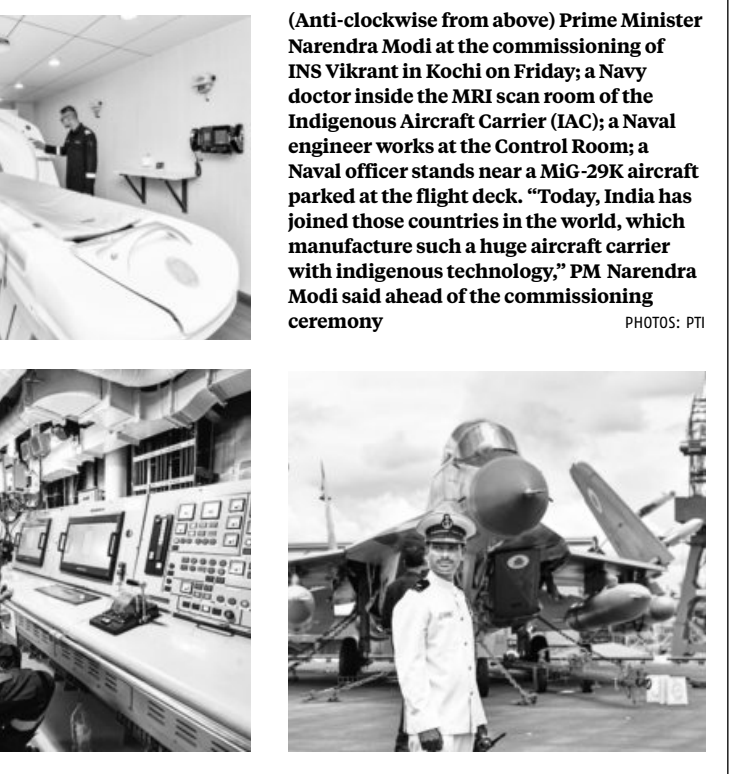 (Anti-clockwise from above) Prime Minister
Narendra Modi at the commissioning of
INS Vikrant in Kochi on Friday; a Navy
doctor inside the MRI scan room of the
Indigenous Aircraft Carrier (IAC); a Naval
engineer works at the Control Room; a
Naval officer stands near a MiG-29K aircraft
parked at the flight deck. “Today, India has
joined those countries in the world, which
manufacture such a huge aircraft carrier
with indigenous technology,” PM Narendra
Modi said ahead of the commissioning
ceremony PHOTOS: PTI